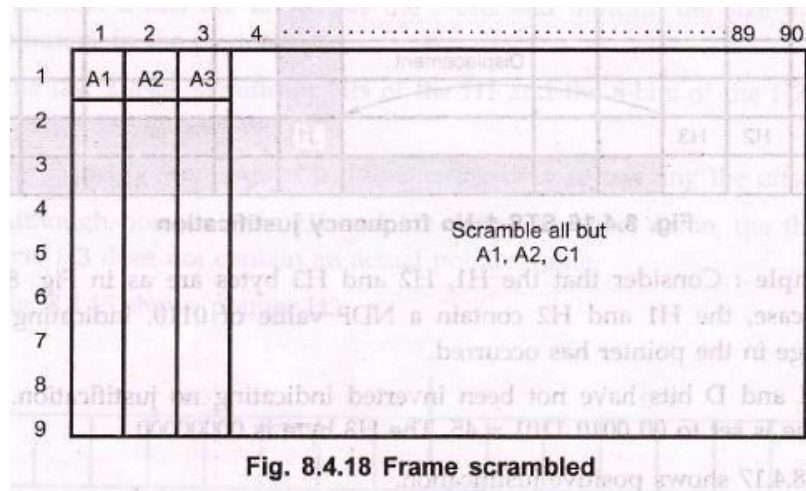 1 2 3 4 ........ 89 90
1 A1 A2 A3
2
3
4
5 Scramble all but
A1, A2, C1
6
7
8
9
Fig. 8.4.18 Frame scrambled